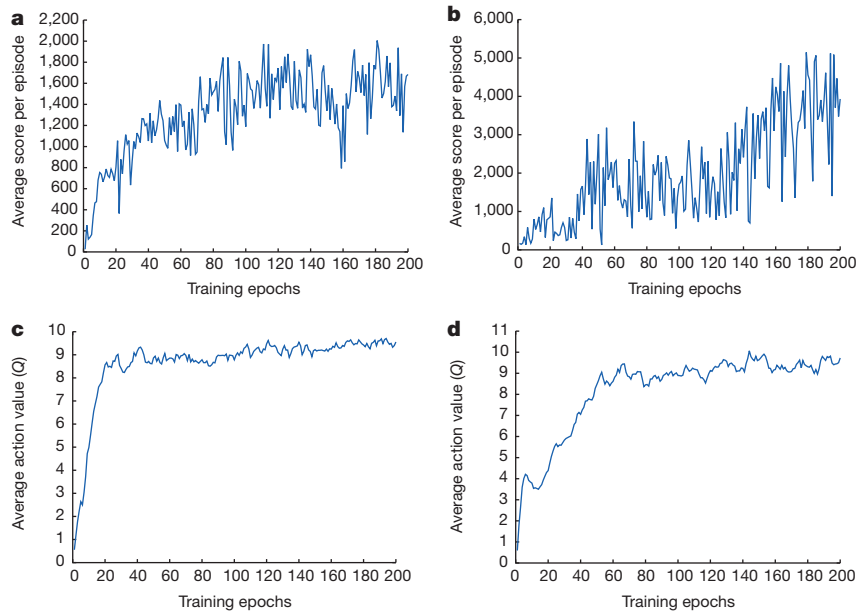 a
Average score per episode
2,200
2,000
1,800
1,600
1,400
1,200
1,000
800
600
400
200
0
0 20 40 60 80 100 120 140 160 180 200
Training epochs
b
Average score per episode
6,000
5,000
4,000
3,000
2,000
1,000
0
0 20 40 60 80 100 120 140 160 180 200
Training epochs
c
Average action value (Q)
10
9
8
7
6
5
4
3
2
1
0
0 20 40 60 80 100 120 140 160 180 200
Training epochs
d
Average action value (Q)
11
10
9
8
7
6
5
4
3
2
1
0
0 20 40 60 80 100 120 140 160 180 200
Training epochs